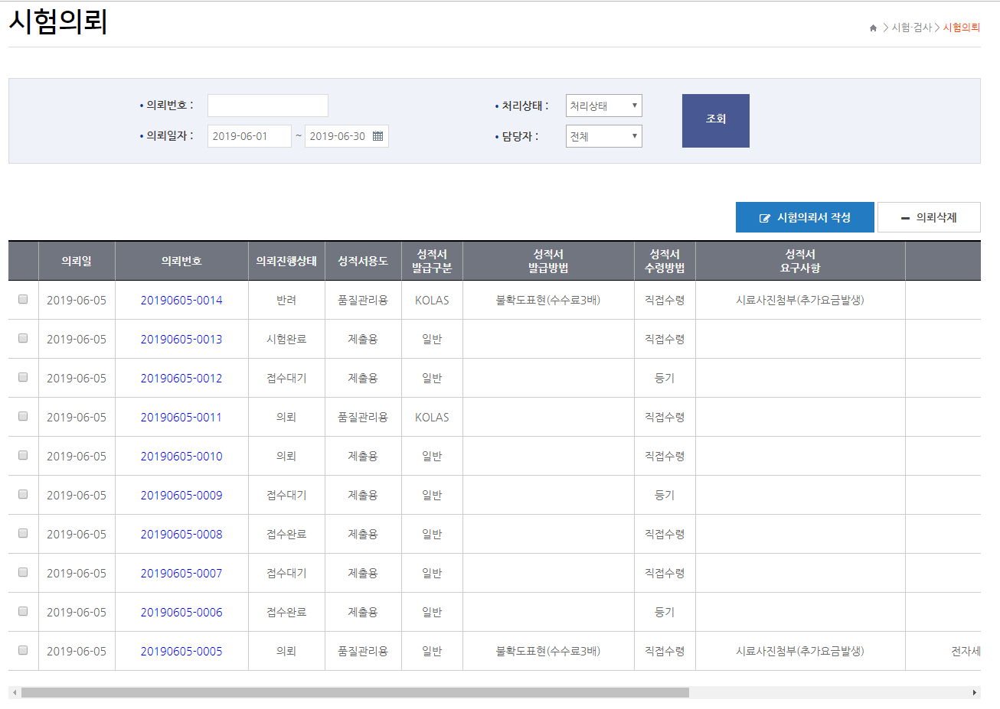 시험의뢰
> 시험·검사 > 시험의뢰
• 의뢰번호 :
• 처리상태 : 처리상태
조회
• 의뢰일자 : 2019-06-01 ~ 2019-06-30
• 담당자 : 전체
시험의뢰서 작성
의뢰삭제
의뢰일 의뢰번호 의뢰진행상태 성적서용도 성적서 발급구분 성적서 발급방법 성적서 수령방법 성적서 요구사항
2019-06-05 20190605-0014 반려 품질관리용 KOLAS 불확도표현(수수료3배) 직접수령 시료사진첨부(추가요금발생)
2019-06-05 20190605-0013 시험완료 제출용 일반 직접수령
2019-06-05 20190605-0012 접수대기 제출용 일반 등기
2019-06-05 20190605-0011 의뢰 품질관리용 KOLAS 직접수령
2019-06-05 20190605-0010 의뢰 제출용 일반 직접수령
2019-06-05 20190605-0009 접수대기 제출용 일반 등기
2019-06-05 20190605-0008 접수완료 제출용 일반 직접수령
2019-06-05 20190605-0007 접수대기 제출용 일반 직접수령
2019-06-05 20190605-0006 접수완료 제출용 일반 등기
2019-06-05 20190605-0005 의뢰 품질관리용 일반 불확도표현(수수료3배) 직접수령 시료사진첨부(추가요금발생) 전자세